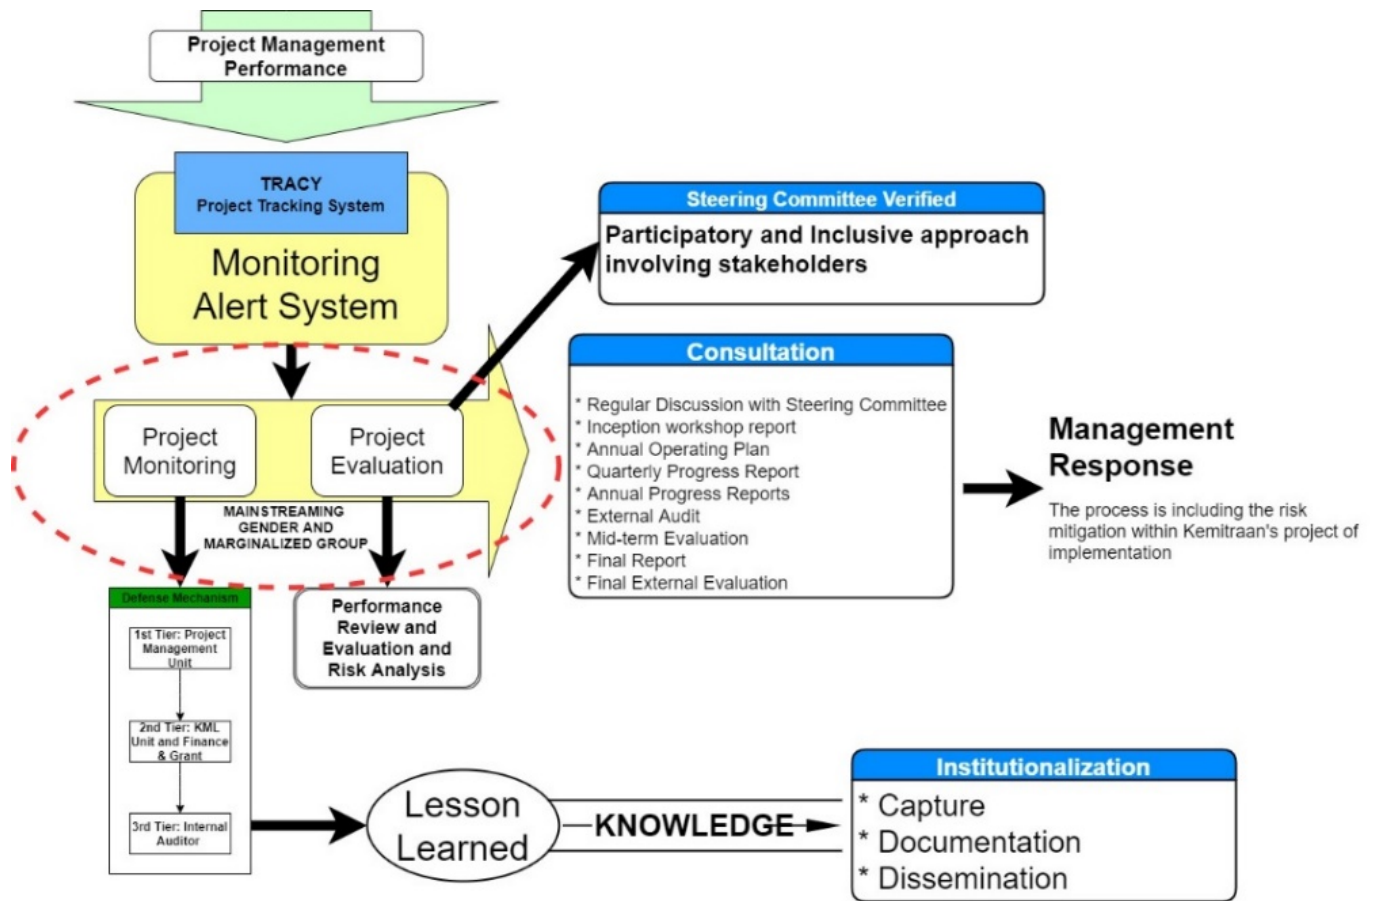 Project Management
Performance
TRACY
Project Tracking System
Monitoring
Alert System
Steering Committee Verified
Participatory and Inclusive approach
involving stakeholders
Consultation
* Regular Discussion with Steering Committee
* Inception workshop report
* Annual Operating Plan
* Quarterly Progress Report
* Annual Progress Reports
* External Audit
* Mid-term Evaluation
* Final Report
* Final External Evaluation
Management
Response
The process is including the risk
mitigation within Kemitraan's project of
implementation
Project
Monitoring
Project
Evaluation
MAINSTREAMING
GENDER AND
MARGINALIZED GROUP
Defense Mechanism
1st Tier: Project
Management
Unit
2nd Tier: KML
Unit and Finance
& Grant
3rd Tier: Internal
Auditor
Performance
Review and
Evaluation and
Risk Analysis
Lesson
Learned
KNOWLEDGE
Institutionalization
* Capture
* Documentation
* Dissemination